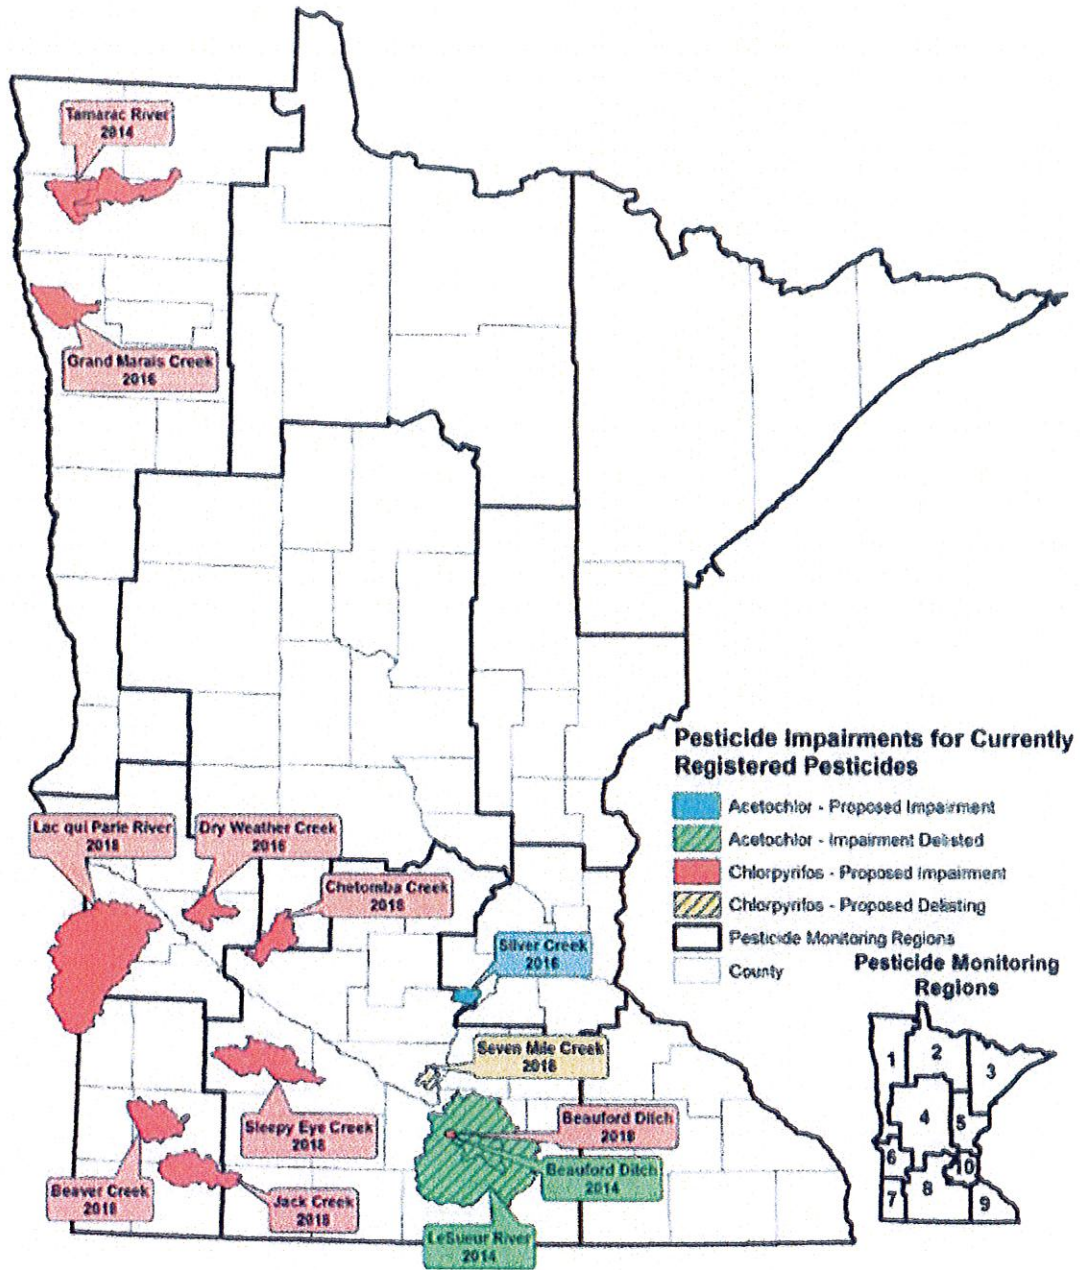 Tamarac River
2014
Grand Marais Creek
2016
Pesticide Impairments for Currently
Registered Pesticides
Acetochlor - Proposed Impairment
Acetochlor - Impairment Delisted
Chlorpyrifos - Proposed Impairment
Chlorpyrifos - Proposed Delisting
Pesticide Monitoring Regions
County
Lac qui Parle River
2018
Dry Weather Creek
2016
Chetomba Creek
2018
Silver Creek
2016
Seven Mile Creek
2018
Sleepy Eye Creek
2018
Beauford Ditch
2018
Beauford Ditch
2014
Beaver Creek
2018
Jack Creek
2018
LeSueur River
2014
Pesticide Monitoring
Regions
1
2
3
4
5
6
10
7
8
9